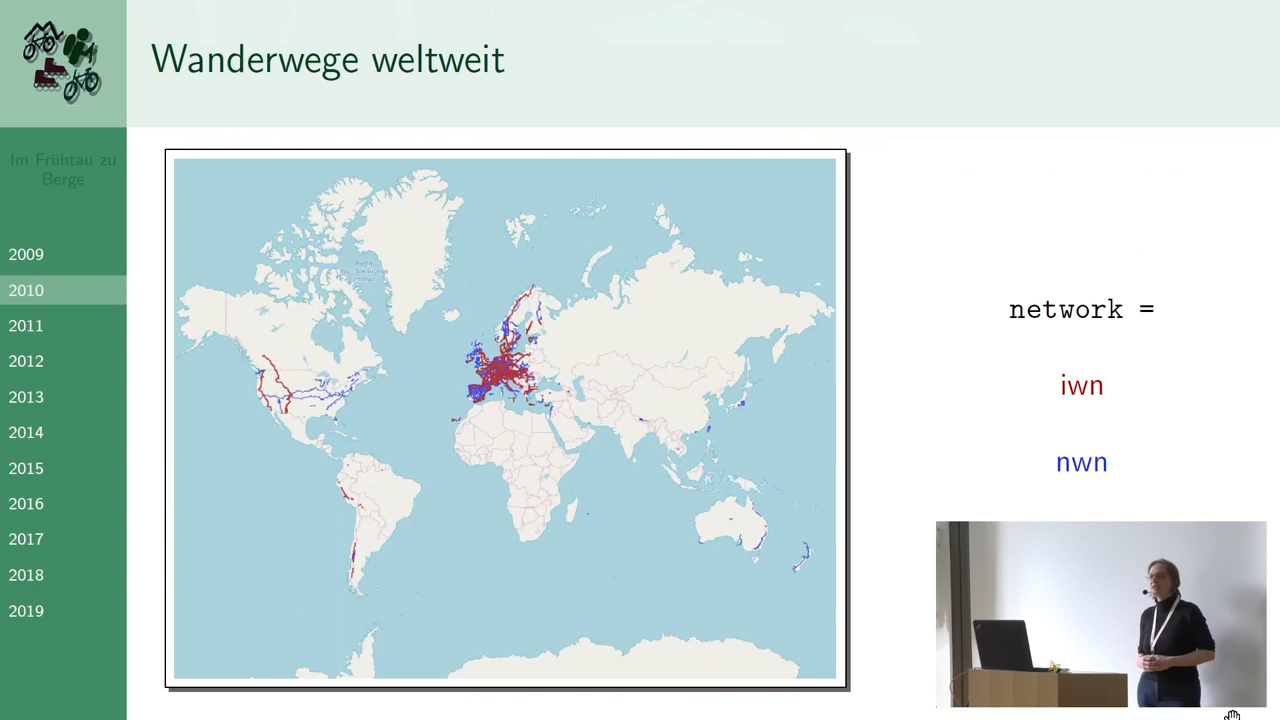 Wanderwege weltweit
Im Frühtau zu
Berge
2009
2010
2011
2012
2013
2014
2015
2016
2017
2018
2019
network =
iwn
nwn